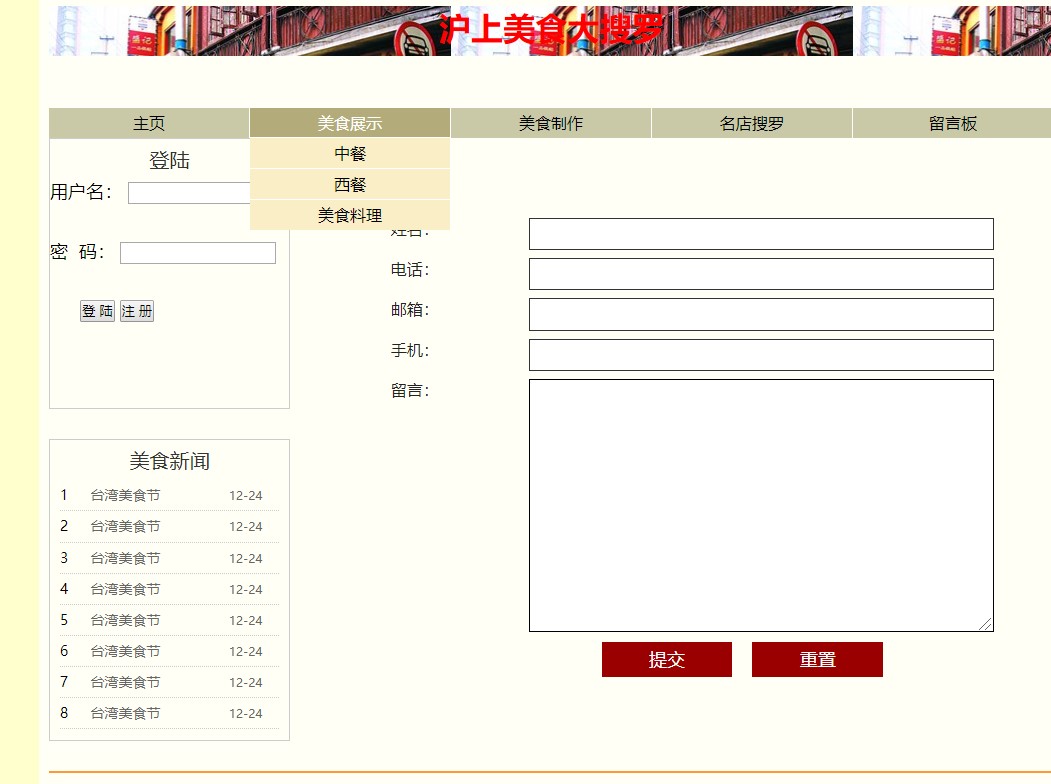 沪上美食大搜罗
主页 美食展示 美食制作 名店搜罗 留言板
中餐
西餐
美食料理
登陆
用户名：
密 码：
登 陆 注 册
姓名：
电话：
邮箱：
手机：
留言：
提交 重置
美食新闻
1 台湾美食节 12-24
2 台湾美食节 12-24
3 台湾美食节 12-24
4 台湾美食节 12-24
5 台湾美食节 12-24
6 台湾美食节 12-24
7 台湾美食节 12-24
8 台湾美食节 12-24